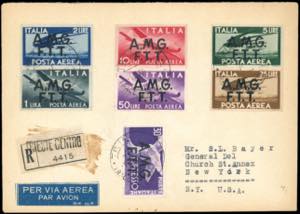 ITALIA 2 LIRE
A.M.G.
F.T.T.
POSTA AEREA
ITALIA
A.M.G.
10 LIRE
F.T.T.
POSTA AEREA
ITALIA 5 LIRE
A.M.G.
F.T.T.
POSTA AEREA
ITALIA
A.M.G.
1 LIRA
F.T.T.
POSTA AEREA
ITALIA
A.M.G.
50 LIRE
F.T.T.
POSTA AEREA
ITALIA
A.M.G.
25 LIRE
F.T.T.
POSTA AEREA
TRIESTE CENTRO
R
4415
A.M.G.
PER VIA AEREA
PAR AVION
Mr. S. L. Bayer
General Del
Church St. Annex
New York
N.Y. U.S.A.